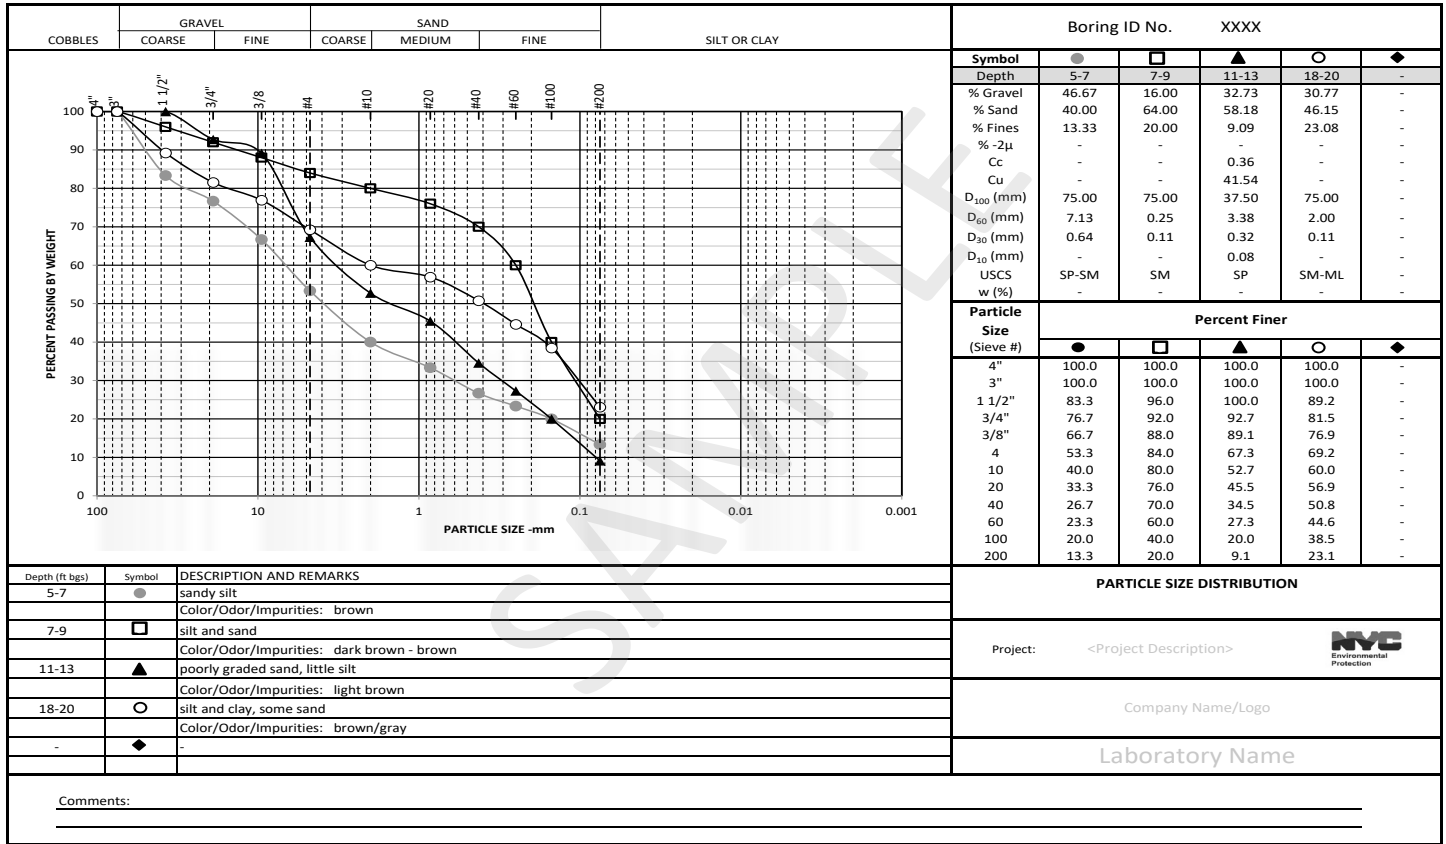 GRAVEL SAND
COBBLES COARSE FINE COARSE MEDIUM FINE SILT OR CLAY
4" 3" 1 1/2" 3/4" 3/8 #4 #10 #20 #40 #60 #100 #200
100
90
80
70
60
50
40
30
20
10
0
PERCENT PASSING BY WEIGHT
100 10 1 0.1 0.01 0.001
PARTICLE SIZE -mm
SAMPLE
Boring ID No. XXXX
Symbol
Depth 5-7 7-9 11-13 18-20 -
% Gravel 46.67 16.00 32.73 30.77 -
% Sand 40.00 64.00 58.18 46.15 -
% Fines 13.33 20.00 9.09 23.08 -
% -2µ - - - - -
Cc - - 0.36 - -
Cu - - 41.54 - -
D100 (mm) 75.00 75.00 37.50 75.00 -
D60 (mm) 7.13 0.25 3.38 2.00 -
D30 (mm) 0.64 0.11 0.32 0.11 -
D10 (mm) - - 0.08 - -
USCS SP-SM SM SP SM-ML -
w (%) - - - - -
Particle
Size
(Sieve #)
Percent Finer
4" 100.0 100.0 100.0 100.0 -
3" 100.0 100.0 100.0 100.0 -
1 1/2" 83.3 96.0 100.0 89.2 -
3/4" 76.7 92.0 92.7 81.5 -
3/8" 66.7 88.0 89.1 76.9 -
4 53.3 84.0 67.3 69.2 -
10 40.0 80.0 52.7 60.0 -
20 33.3 76.0 45.5 56.9 -
40 26.7 70.0 34.5 50.8 -
60 23.3 60.0 27.3 44.6 -
100 20.0 40.0 20.0 38.5 -
200 13.3 20.0 9.1 23.1 -
Depth (ft bgs) Symbol DESCRIPTION AND REMARKS
5-7 sandy silt
Color/Odor/Impurities: brown
7-9 silt and sand
Color/Odor/Impurities: dark brown - brown
11-13 poorly graded sand, little silt
Color/Odor/Impurities: light brown
18-20 silt and clay, some sand
Color/Odor/Impurities: brown/gray
- -
PARTICLE SIZE DISTRIBUTION
Project: <Project Description>
NYC
Environmental
Protection
Company Name/Logo
Laboratory Name
Comments: